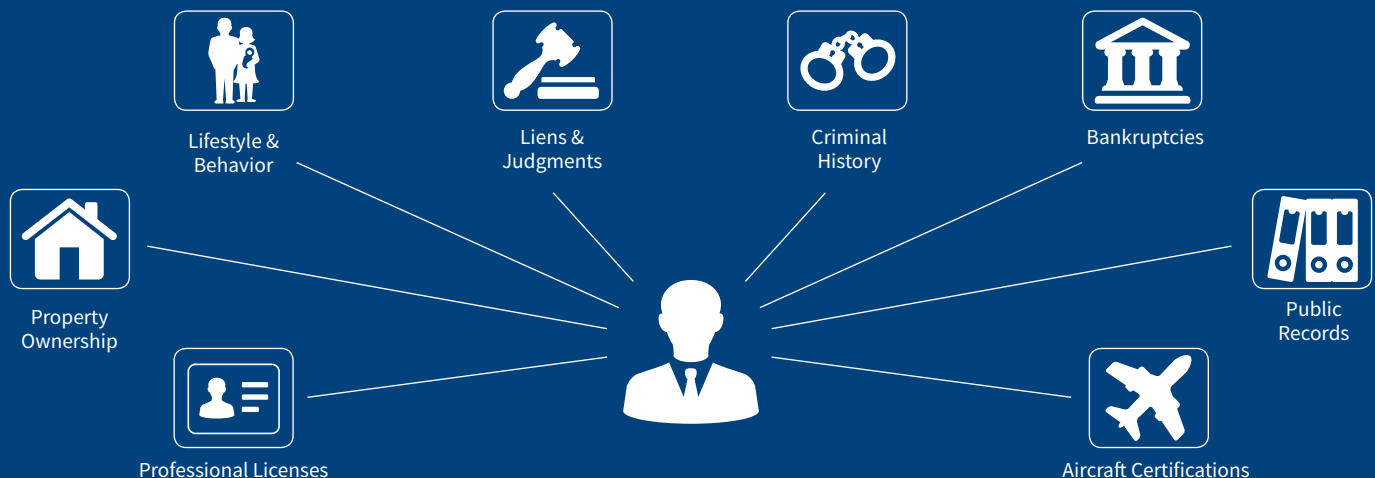 Lifestyle &
Behavior
Liens &
Judgments
Criminal
History
Bankruptcies
Property
Ownership
Public
Records
Professional Licenses
Aircraft Certifications